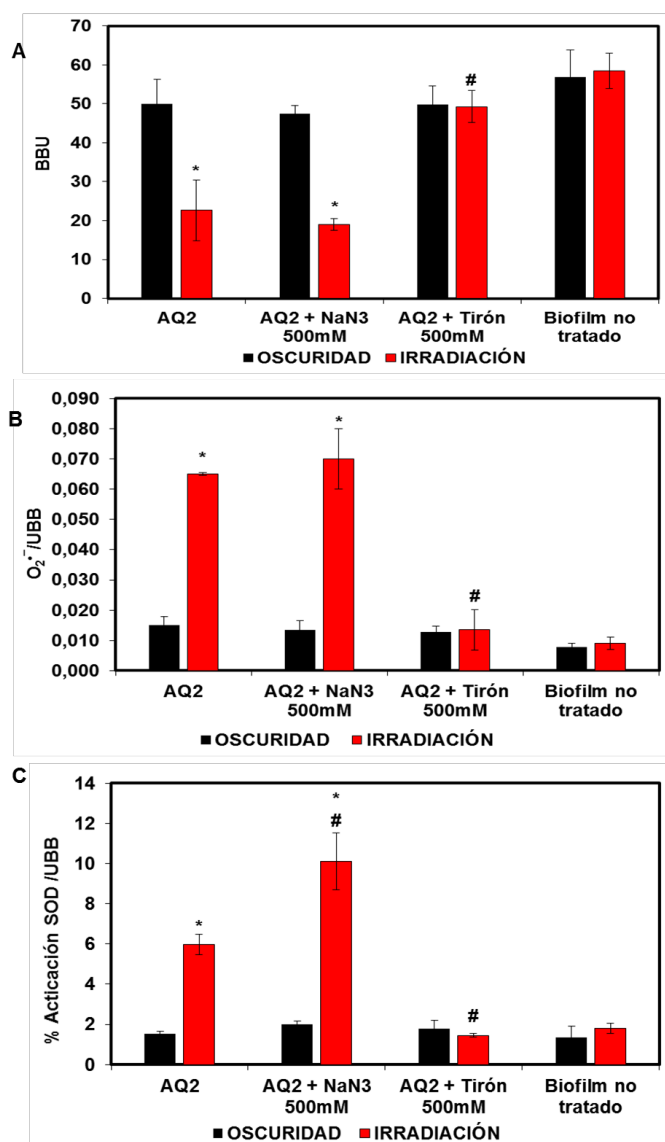 A
BBU
70
60
50
40
30
20
10
0
*
*
#
AQ2
AQ2 + NaN3
500mM
AQ2 + Tirón
500mM
Biofilm no
tratado
OSCURIDAD
IRRADIACIÓN
B
O₂•⁻/UBB
0,090
0,080
0,070
0,060
0,050
0,040
0,030
0,020
0,010
0,000
*
*
#
AQ2
AQ2 + NaN3
500mM
AQ2 + Tirón
500mM
Biofilm no
tratado
OSCURIDAD
IRRADIACIÓN
C
% Acticación SOD /UBB
14
12
10
8
6
4
2
0
*
*
#
#
AQ2
AQ2 + NaN3
500mM
AQ2 + Tirón
500mM
Biofilm no
tratado
OSCURIDAD
IRRADIACIÓN